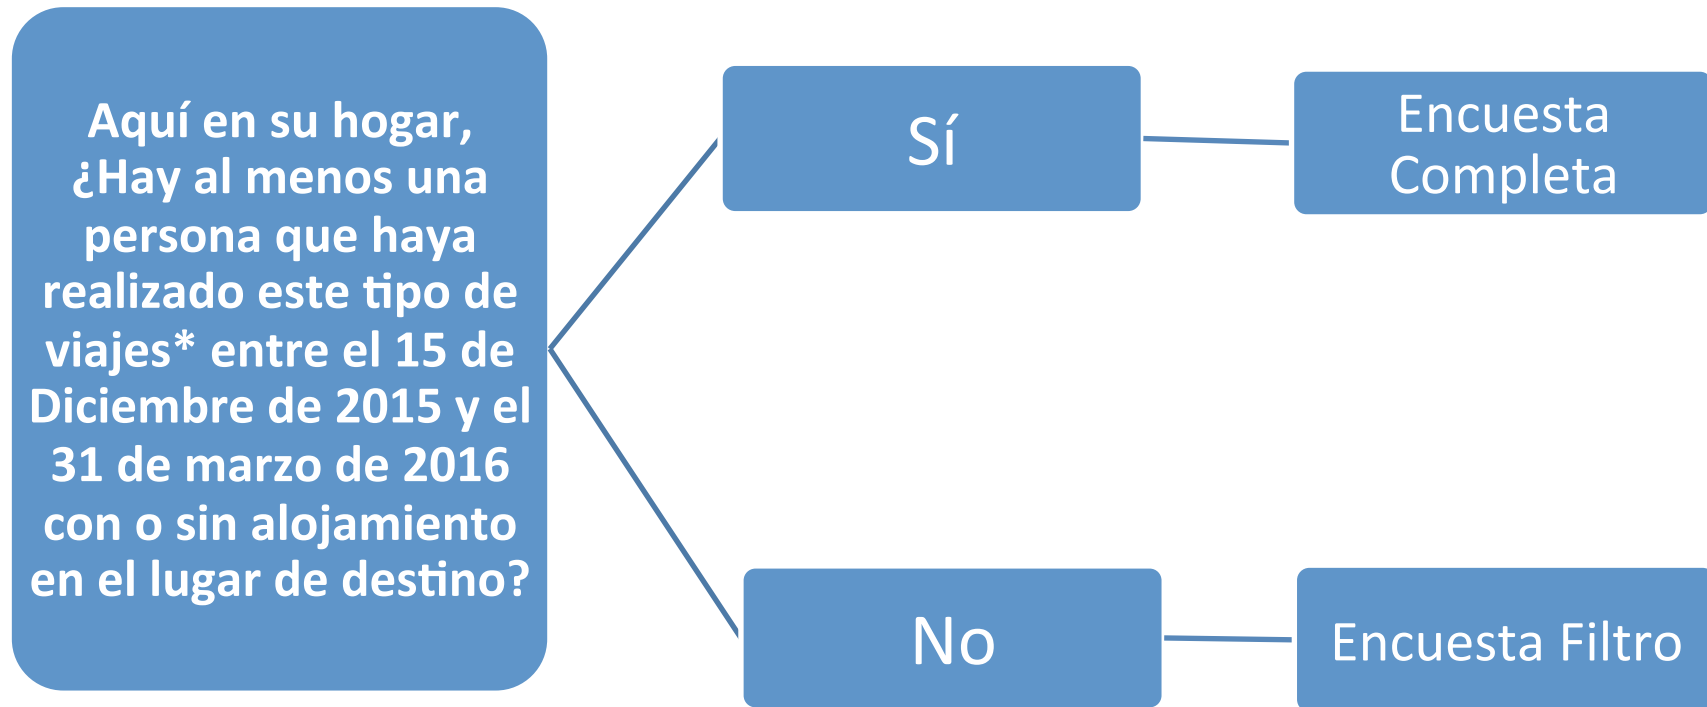 Aquí en su hogar,
¿Hay al menos una
persona que haya
realizado este tipo de
viajes* entre el 15 de
Diciembre de 2015 y el
31 de marzo de 2016
con o sin alojamiento
en el lugar de destino?
Sí
Encuesta
Completa
No
Encuesta Filtro